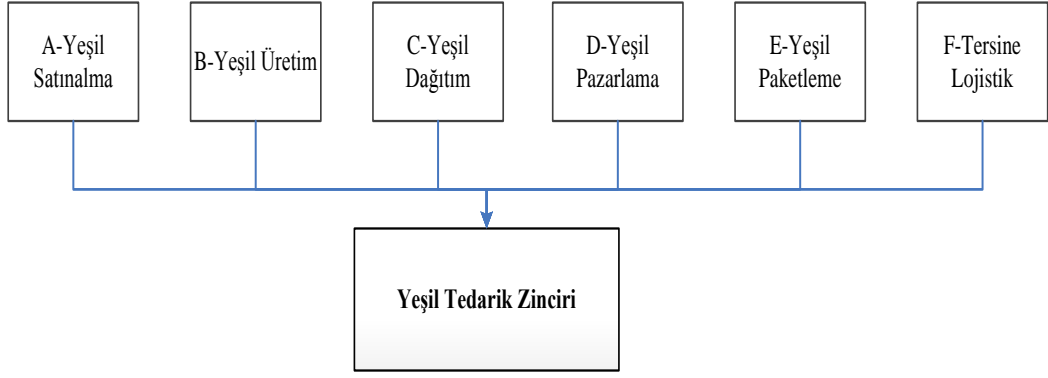 A-Yeşil
Satınalma
B-Yeşil Üretim
C-Yeşil
Dağıtım
D-Yeşil
Pazarlama
E-Yeşil
Paketleme
F-Tersine
Lojistik
Yeşil Tedarik Zinciri